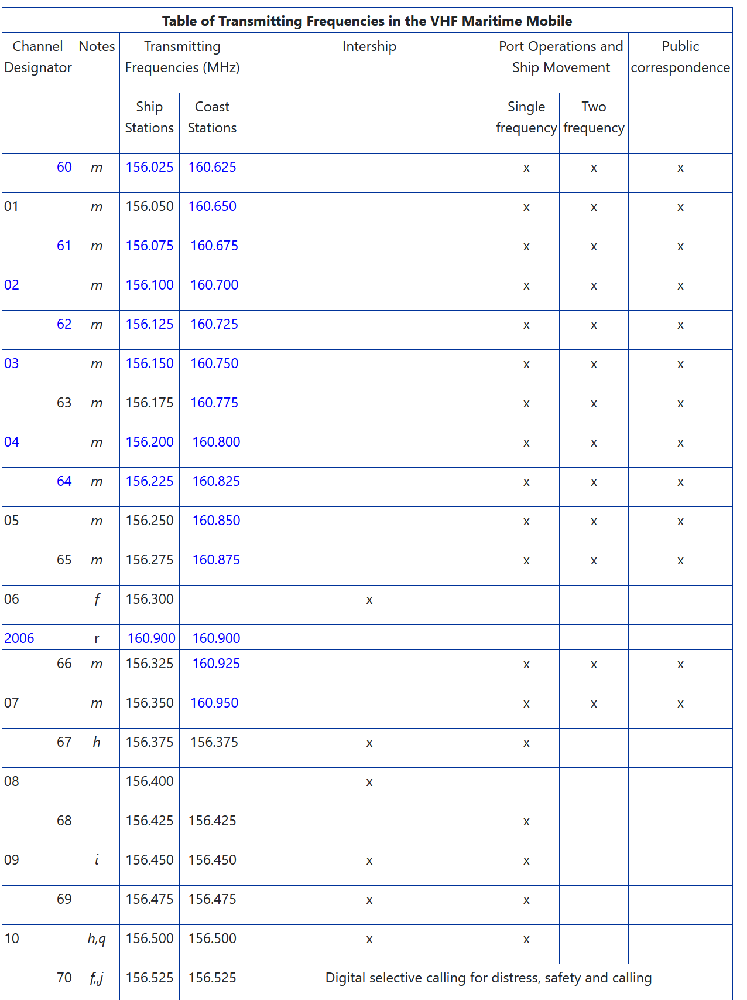 Table of Transmitting Frequencies in the VHF Maritime Mobile
Channel Designator Notes Transmitting Frequencies (MHz) Intership Port Operations and Ship Movement Public correspondence
Ship Stations Coast Stations Single frequency Two frequency
60 m 156.025 160.625 x x x
01 m 156.050 160.650 x x x
61 m 156.075 160.675 x x x
02 m 156.100 160.700 x x x
62 m 156.125 160.725 x x x
03 m 156.150 160.750 x x x
63 m 156.175 160.775 x x x
04 m 156.200 160.800 x x x
64 m 156.225 160.825 x x x
05 m 156.250 160.850 x x x
65 m 156.275 160.875 x x x
06 f 156.300 x
2006 r 160.900 160.900
66 m 156.325 160.925 x x x
07 m 156.350 160.950 x x x
67 h 156.375 156.375 x x
08 156.400 x
68 156.425 156.425 x
09 i 156.450 156.450 x x
69 156.475 156.475 x x
10 h,q 156.500 156.500 x x
70 f,,j 156.525 156.525 Digital selective calling for distress, safety and calling